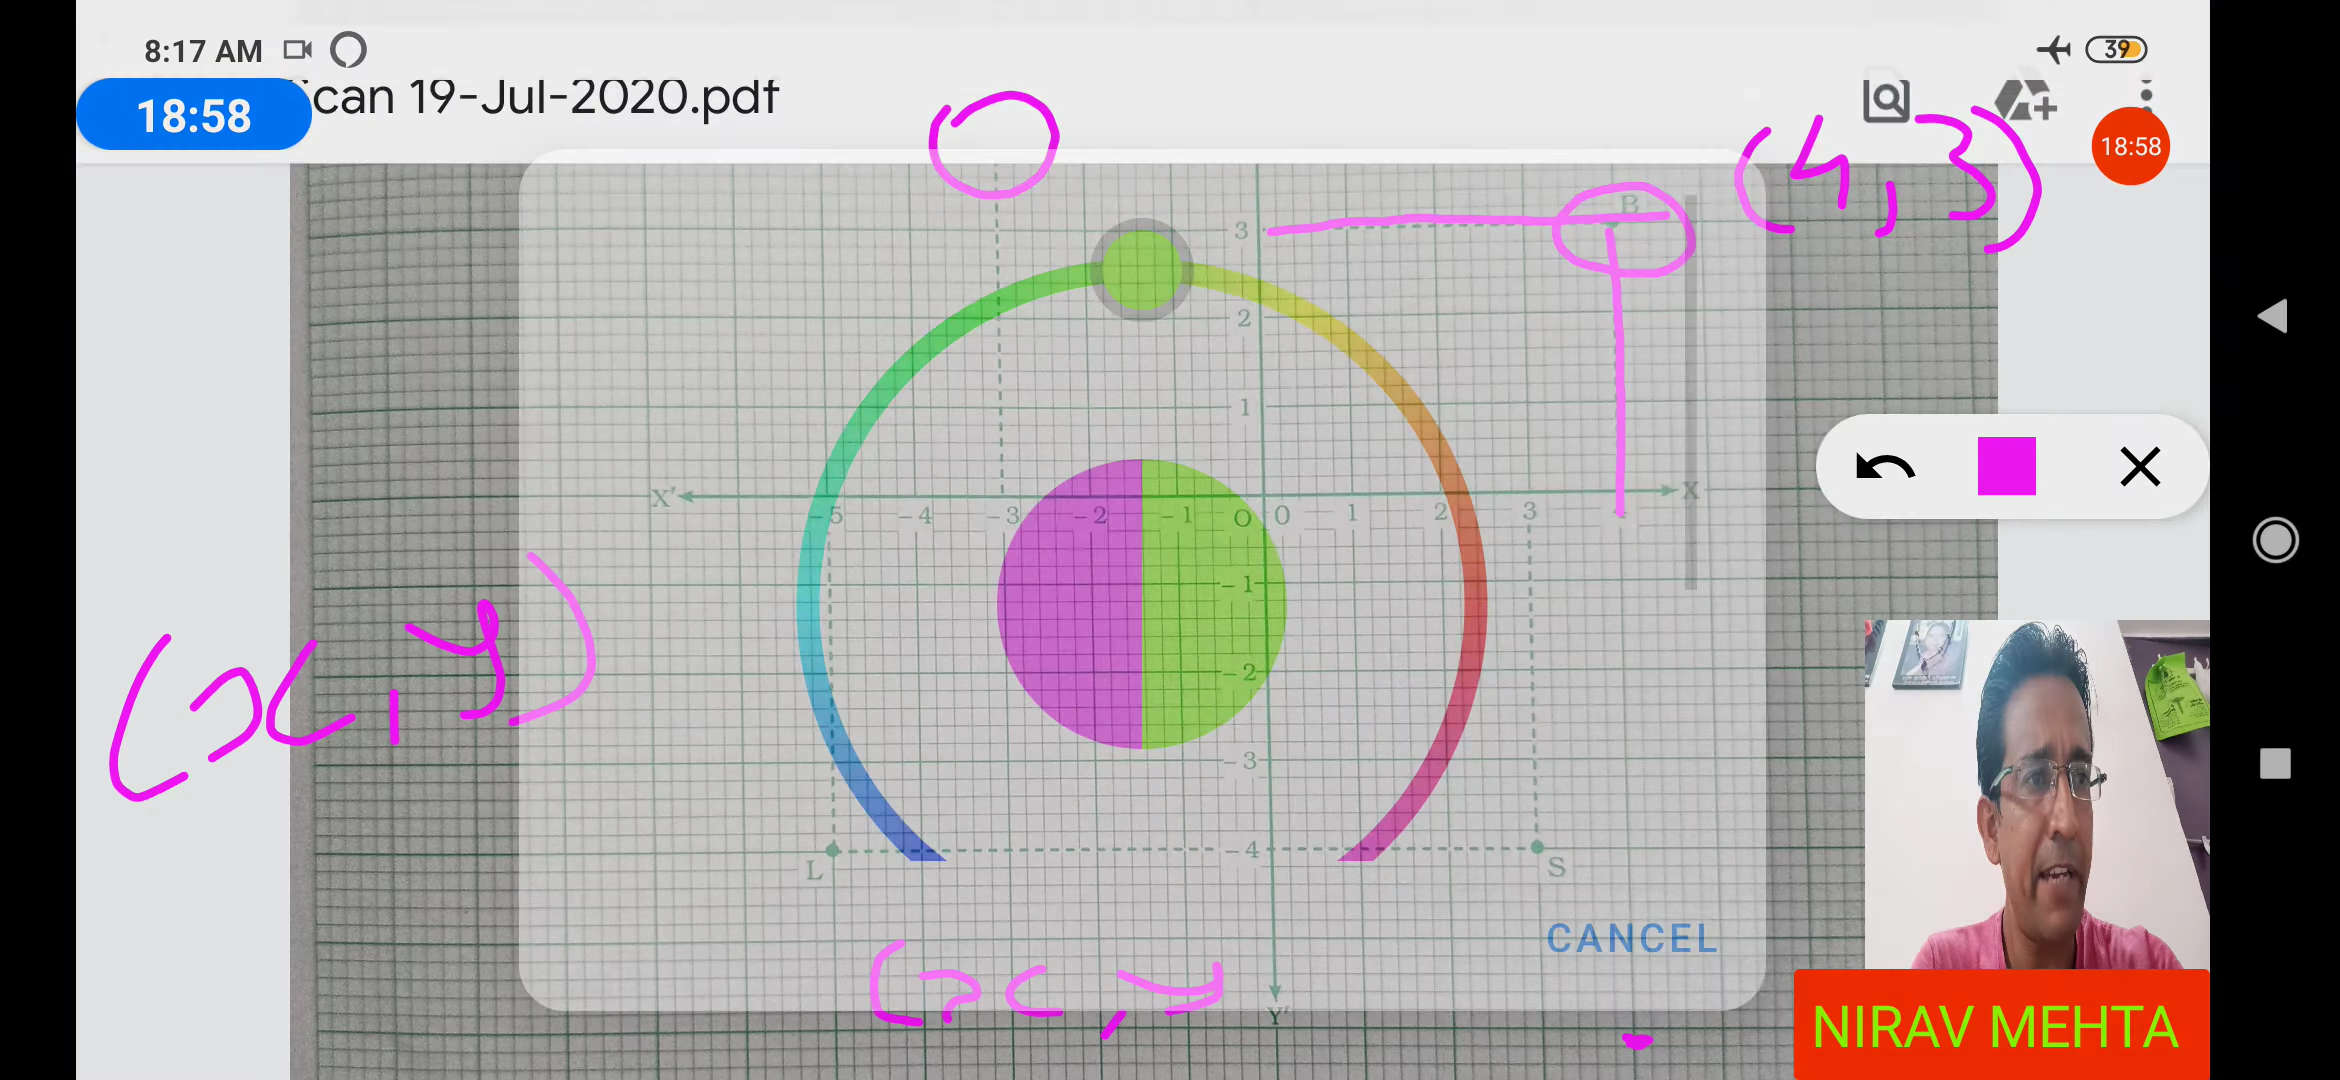 8:17 AM
39
18:58
can 19-Jul-2020.pdf
18:58
(4,3)
B
3
2
1
X'
X
-5 -4 -3 -2 -1 O 0 1 2 3
-1
-2
-3
-4
(x,y)
L
S
CANCEL
(x,y)
Y'
NIRAV MEHTA